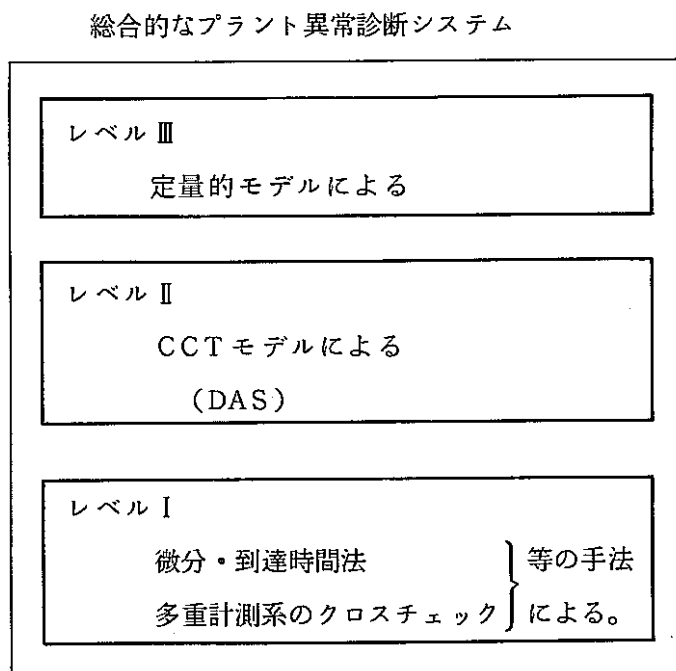 総合的なプラント異常診断システム
レベルⅢ
定量的モデルによる
レベルⅡ
CCTモデルによる
(DAS)
レベルⅠ
微分・到達時間法
多重計測系のクロスチェック
等の手法
による。